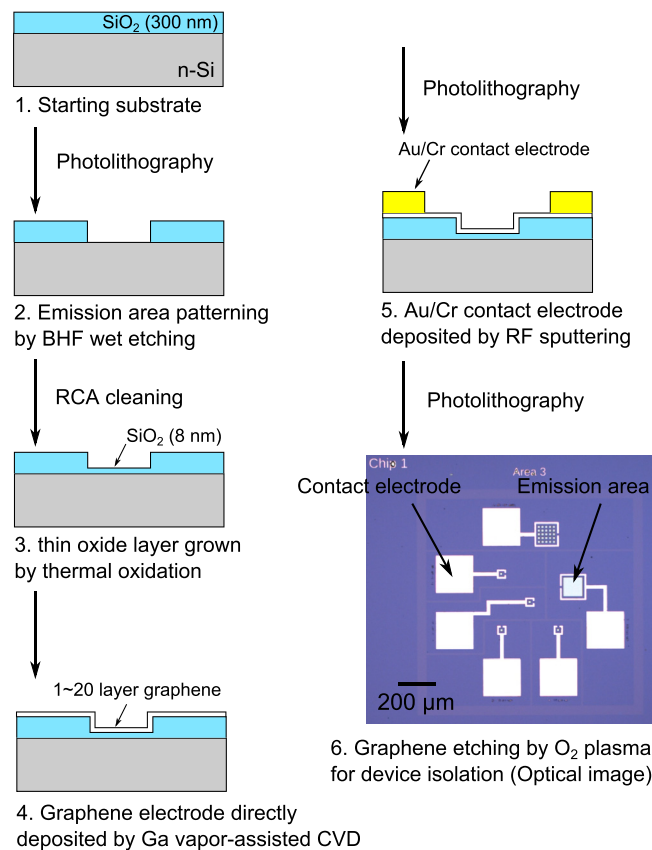 SiO₂ (300 nm)
n-Si
1. Starting substrate
Photolithography
2. Emission area patterning
by BHF wet etching
RCA cleaning
SiO₂ (8 nm)
3. thin oxide layer grown
by thermal oxidation
1~20 layer graphene
4. Graphene electrode directly
deposited by Ga vapor-assisted CVD
Photolithography
Au/Cr contact electrode
5. Au/Cr contact electrode
deposited by RF sputtering
Photolithography
Chip 1
Area 3
Contact electrode
Emission area
200 μm
6. Graphene etching by O₂ plasma
for device isolation (Optical image)